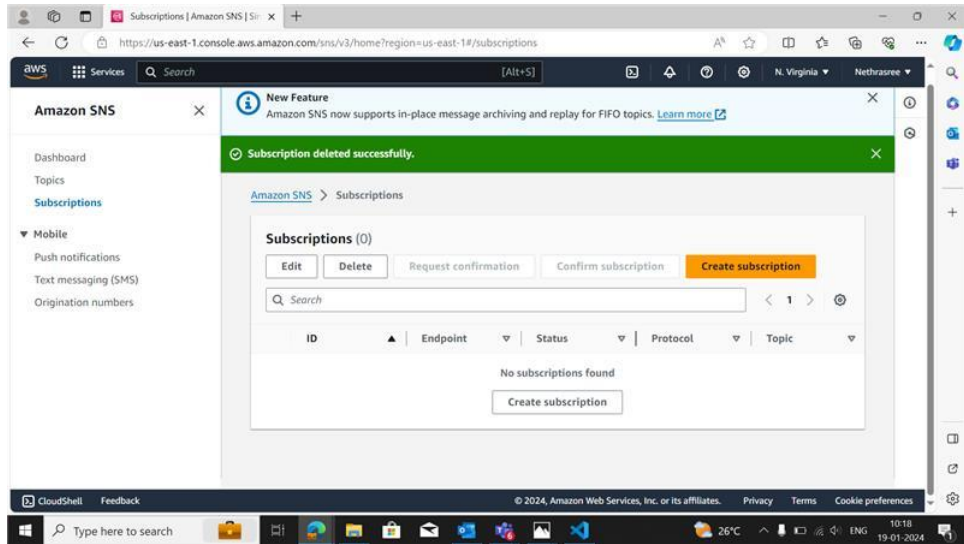 Subscriptions | Amazon SNS | Sir
https://us-east-1.console.aws.amazon.com/sns/v3/home?region=us-east-1#/subscriptions
aws Services Search [Alt+S] N. Virginia Nethrasree
Amazon SNS
Dashboard
Topics
Subscriptions
Mobile
Push notifications
Text messaging (SMS)
Origination numbers
New Feature
Amazon SNS now supports in-place message archiving and replay for FIFO topics. Learn more
Subscription deleted successfully.
Amazon SNS > Subscriptions
Subscriptions (0)
Edit Delete Request confirmation Confirm subscription Create subscription
Search 1
ID Endpoint Status Protocol Topic
No subscriptions found
Create subscription
CloudShell Feedback © 2024, Amazon Web Services, Inc. or its affiliates. Privacy Terms Cookie preferences
Type here to search 26°C ENG 10:18
19-01-2024